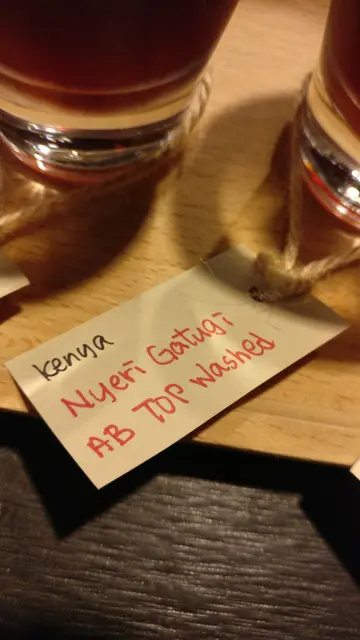 kenya
Nyeri Gatugi
AB TOP washed